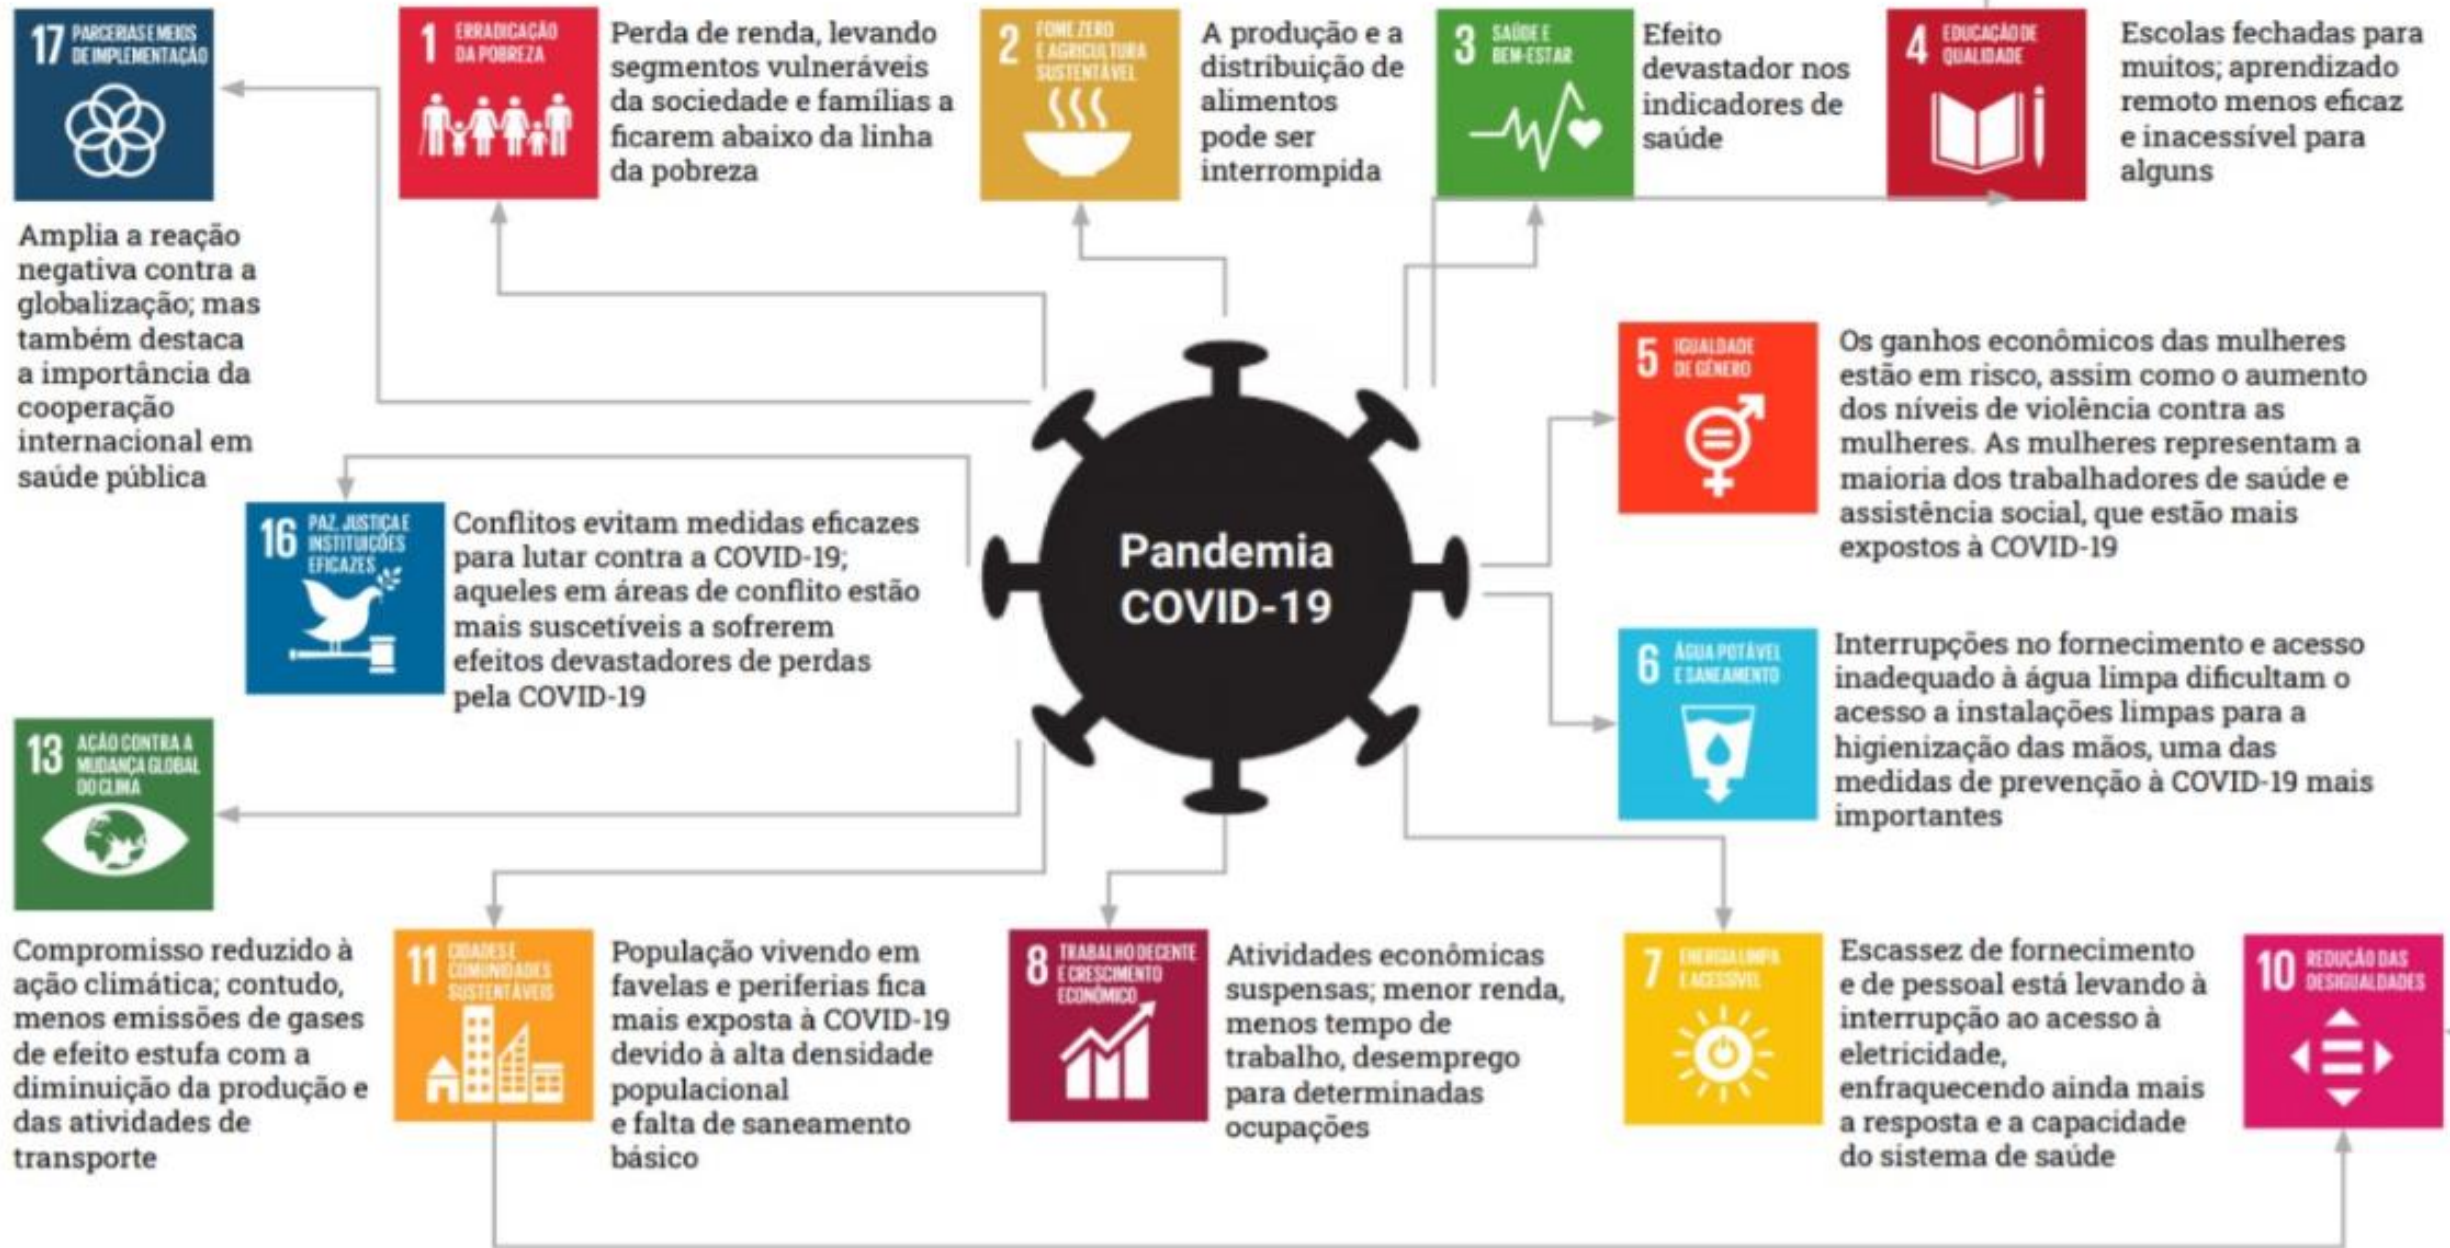 17 PARCERIAS E MEIOS
DE IMPLEMENTAÇÃO
Amplia a reação
negativa contra a
globalização; mas
também destaca
a importância da
cooperação
internacional em
saúde pública
1 ERRADICAÇÃO
DA POBREZA
Perda de renda, levando
segmentos vulneráveis
da sociedade e famílias a
ficarem abaixo da linha
da pobreza
2 FOME ZERO
E AGRICULTURA
SUSTENTÁVEL
A produção e a
distribuição de
alimentos
pode ser
interrompida
3 SAÚDE E
BEM-ESTAR
Efeito
devastador nos
indicadores de
saúde
4 EDUCAÇÃO DE
QUALIDADE
Escolas fechadas para
muitos; aprendizado
remoto menos eficaz
e inacessível para
alguns
5 IGUALDADE
DE GÊNERO
Os ganhos econômicos das mulheres
estão em risco, assim como o aumento
dos níveis de violência contra as
mulheres. As mulheres representam a
maioria dos trabalhadores de saúde e
assistência social, que estão mais
expostos à COVID-19
16 PAZ, JUSTIÇA E
INSTITUIÇÕES
EFICAZES
Conflitos evitam medidas eficazes
para lutar contra a COVID-19;
aqueles em áreas de conflito estão
mais suscetíveis a sofrerem
efeitos devastadores de perdas
pela COVID-19
Pandemia
COVID-19
6 ÁGUA POTÁVEL
E SANEAMENTO
Interrupções no fornecimento e acesso
inadequado à água limpa dificultam o
acesso a instalações limpas para a
higienização das mãos, uma das
medidas de prevenção à COVID-19 mais
importantes
13 AÇÃO CONTRA A
MUDANÇA GLOBAL
DO CLIMA
Compromisso reduzido à
ação climática; contudo,
menos emissões de gases
de efeito estufa com a
diminuição da produção e
das atividades de
transporte
11 CIDADES E
COMUNIDADES
SUSTENTÁVEIS
População vivendo em
favelas e periferias fica
mais exposta à COVID-19
devido à alta densidade
populacional
e falta de saneamento
básico
8 TRABALHO DECENTE
E CRESCIMENTO
ECONÔMICO
Atividades econômicas
suspensas; menor renda,
menos tempo de
trabalho, desemprego
para determinadas
ocupações
7 ENERGIA LIMPA
E ACESSÍVEL
Escassez de fornecimento
e de pessoal está levando à
interrupção ao acesso à
eletricidade,
enfraquecendo ainda mais
a resposta e a capacidade
do sistema de saúde
10 REDUÇÃO DAS
DESIGUALDADES